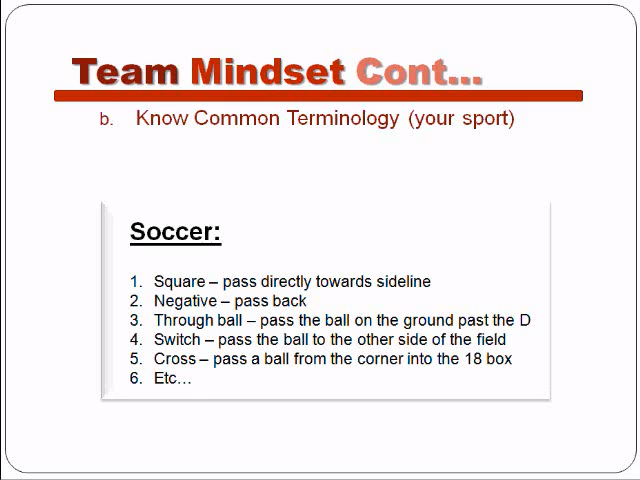 Team Mindset Cont...
b. Know Common Terminology (your sport)
Soccer:
1. Square – pass directly towards sideline
2. Negative – pass back
3. Through ball – pass the ball on the ground past the D
4. Switch – pass the ball to the other side of the field
5. Cross – pass a ball from the corner into the 18 box
6. Etc…